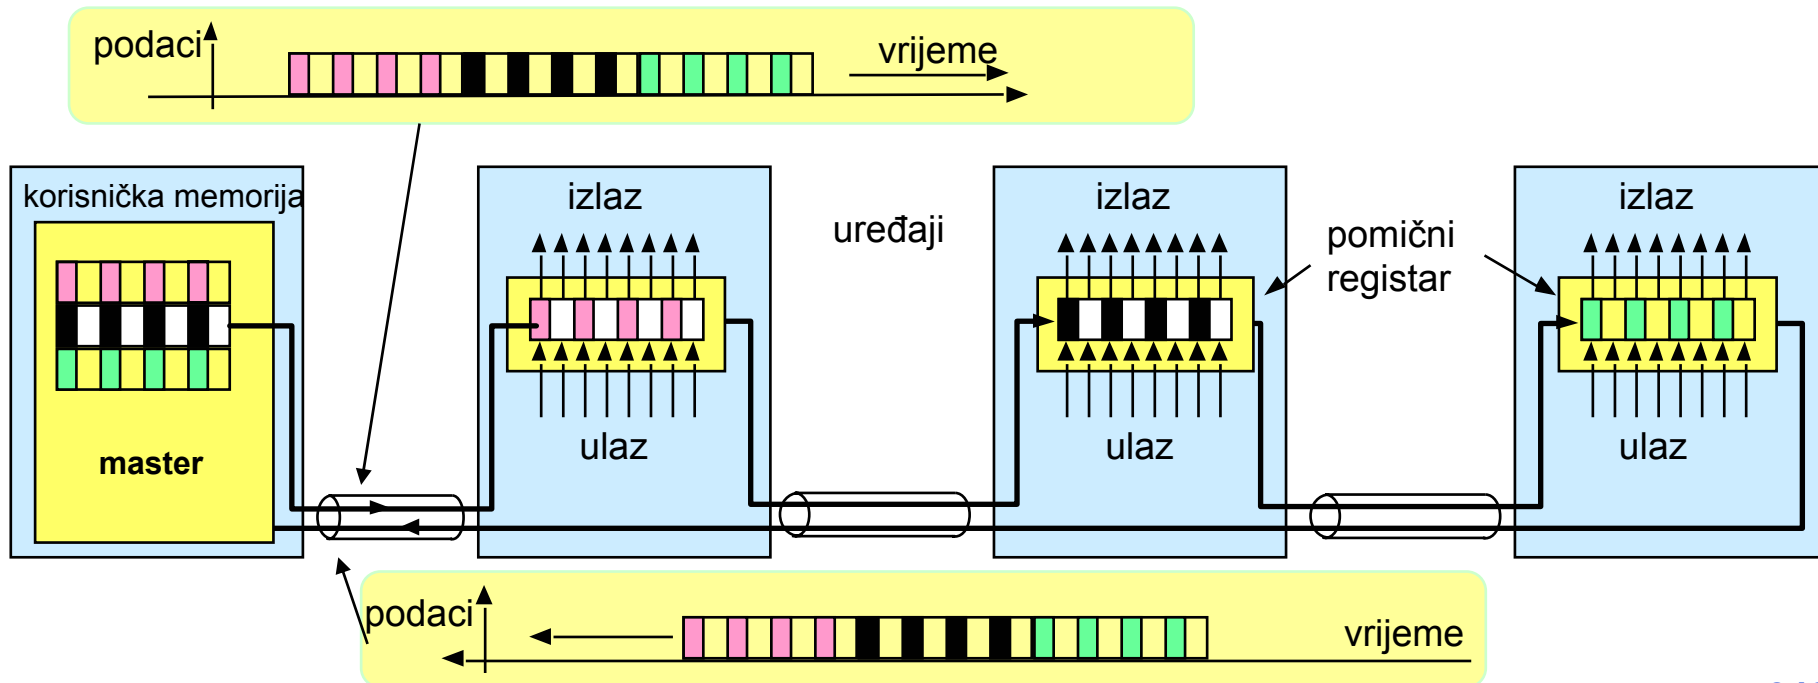 podaci
vrijeme
korisnička memorija
master
izlaz
ulaz
uređaji
izlaz
ulaz
pomični
registar
izlaz
ulaz
podaci
vrijeme